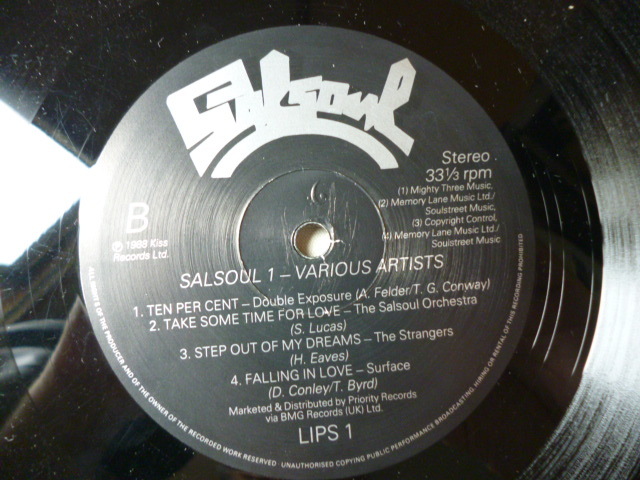 Salsoul
Stereo
33⅓ rpm
(1) Mighty Three Music,
(2) Memory Lane Music Ltd./
Soulstreet Music,
(3) Copyright Control,
(4) Memory Lane Music Ltd./
Soulstreet Music
B
℗ 1988 Kiss
Records Ltd.
SALSOUL 1 – VARIOUS ARTISTS
1. TEN PER CENT – Double Exposure (A. Felder/T. G. Conway)
2. TAKE SOME TIME FOR LOVE – The Salsoul Orchestra
(S. Lucas)
3. STEP OUT OF MY DREAMS – The Strangers
(H. Eaves)
4. FALLING IN LOVE – Surface
(D. Conley/T. Byrd)
Marketed & Distributed by Priority Records
via BMG Records (UK) Ltd.
LIPS 1
ALL RIGHTS OF THE PRODUCER AND OF THE OWNER OF THE RECORDED WORK RESERVED · UNAUTHORISED COPYING PUBLIC PERFORMANCE BROADCASTING HIRING OR RENTAL OF THIS RECORDING PROHIBITED